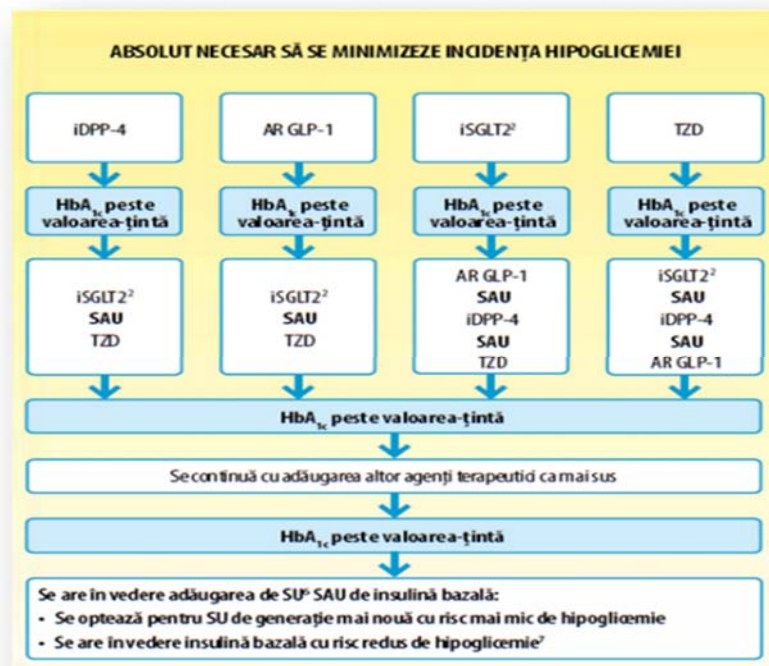 ABSOLUT NECESAR SĂ SE MINIMIZEZE INCIDENȚA HIPOGLICEMIEI
iDPP-4
AR GLP-1
iSGLT2²
TZD
HbA₁c peste
valoarea-țintă
HbA₁c peste
valoarea-țintă
HbA₁c peste
valoarea-țintă
HbA₁c peste
valoarea-țintă
iSGLT2²
SAU
TZD
iSGLT2²
SAU
TZD
AR GLP-1
SAU
iDPP-4
SAU
TZD
iSGLT2²
SAU
iDPP-4
SAU
AR GLP-1
HbA₁c peste valoarea-țintă
Se continuă cu adăugarea altor agenți terapeutici ca mai sus
HbA₁c peste valoarea-țintă
Se are în vedere adăugarea de SU⁶ SAU de insulină bazală:
• Se optează pentru SU de generație mai nouă cu risc mai mic de hipoglicemie
• Se are în vedere insulină bazală cu risc redus de hipoglicemie⁷